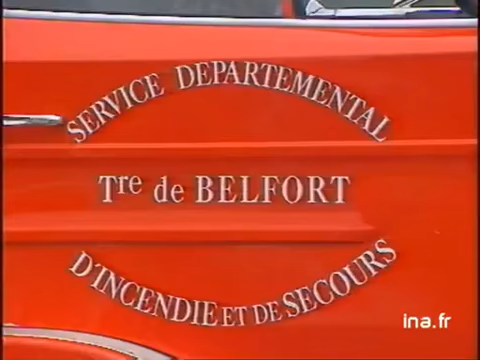 SERVICE DEPARTEMENTAL
Tre de BELFORT
D'INCENDIE ET DE SECOURS
ina.fr